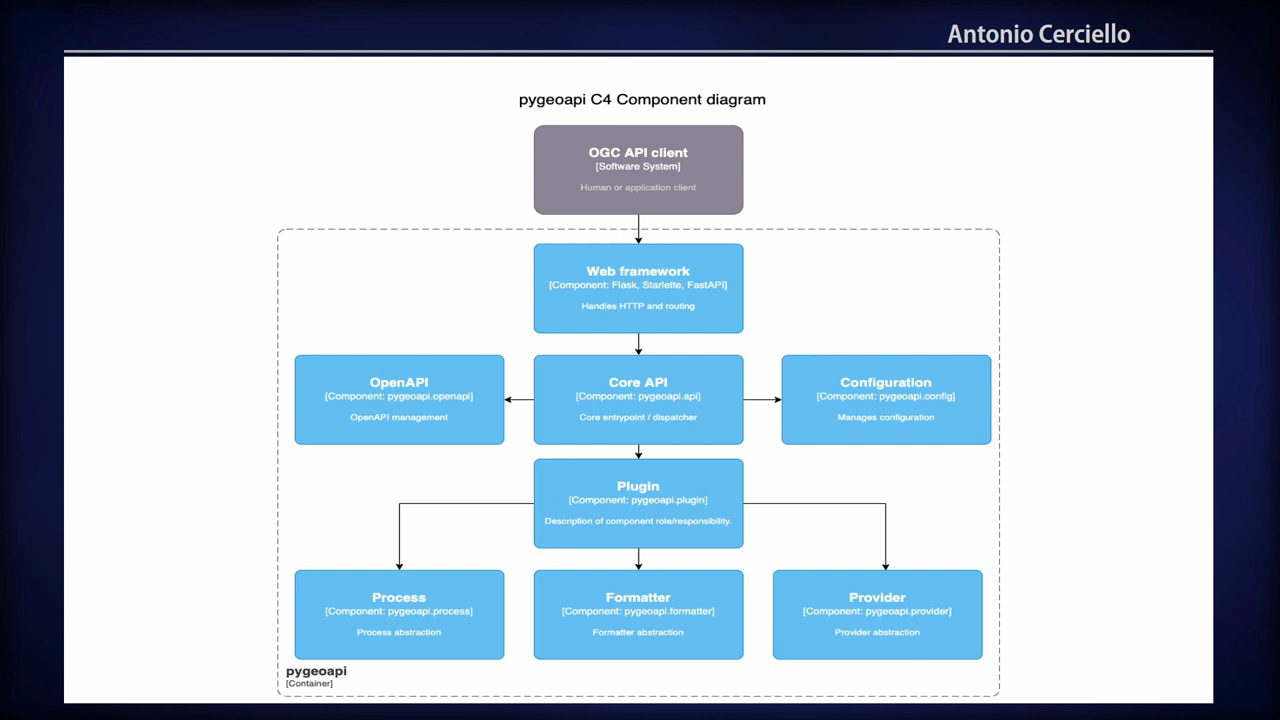 Antonio Cerciello
pygeoapi C4 Component diagram
OGC API client
[Software System]
Human or application client
Web framework
[Component: Flask, Starlette, FastAPI]
Handles HTTP and routing
OpenAPI
[Component: pygeoapi.openapi]
OpenAPI management
Core API
[Component: pygeoapi.api]
Core entrypoint / dispatcher
Configuration
[Component: pygeoapi.config]
Manages configuration
Plugin
[Component: pygeoapi.plugin]
Description of component role/responsibility.
Process
[Component: pygeoapi.process]
Process abstraction
Formatter
[Component: pygeoapi.formatter]
Formatter abstraction
Provider
[Component: pygeoapi.provider]
Provider abstraction
pygeoapi
[Container]